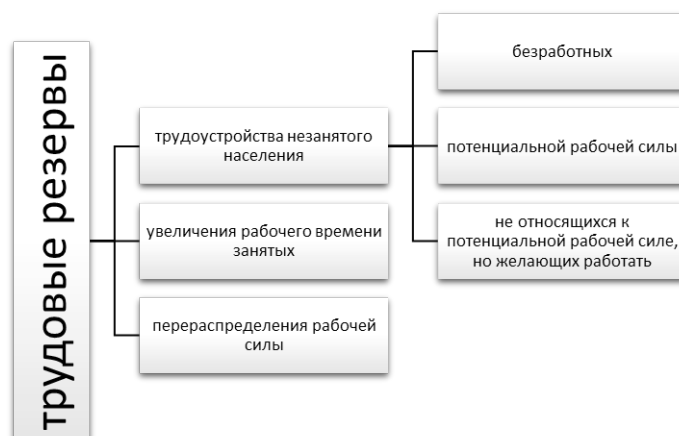 трудовые резервы
трудоустройства незанятого
населения
увеличения рабочего времени
занятых
перераспределения рабочей
силы
безработных
потенциальной рабочей силы
не относящихся к
потенциальной рабочей силе,
но желающих работать